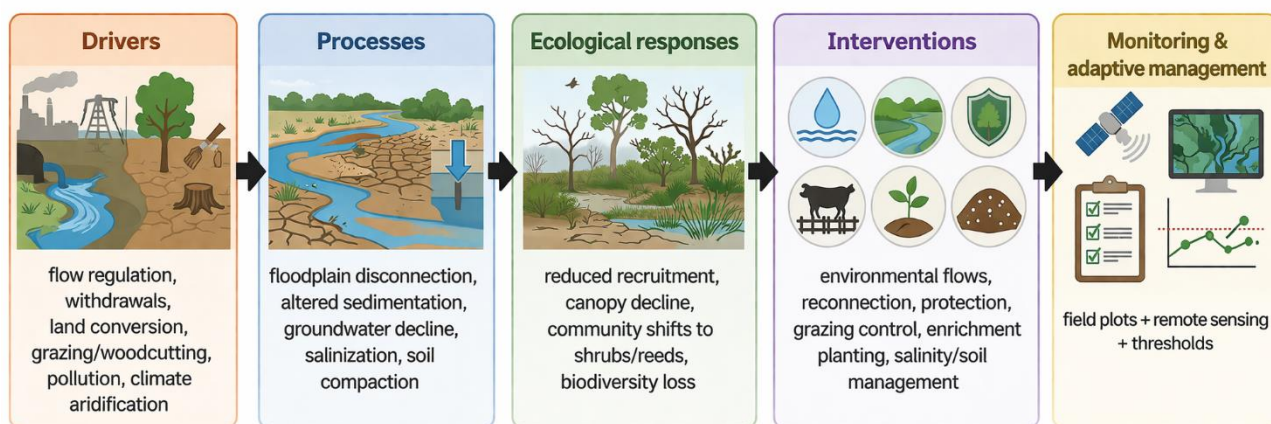 Drivers
flow regulation,
withdrawals,
land conversion,
grazing/woodcutting,
pollution, climate
aridification
Processes
floodplain disconnection,
altered sedimentation,
groundwater decline,
salinization, soil
compaction
Ecological responses
reduced recruitment,
canopy decline,
community shifts to
shrubs/reeds,
biodiversity loss
Interventions
environmental flows,
reconnection, protection,
grazing control, enrichment
planting, salinity/soil
management
Monitoring &
adaptive management
field plots + remote sensing
+ thresholds